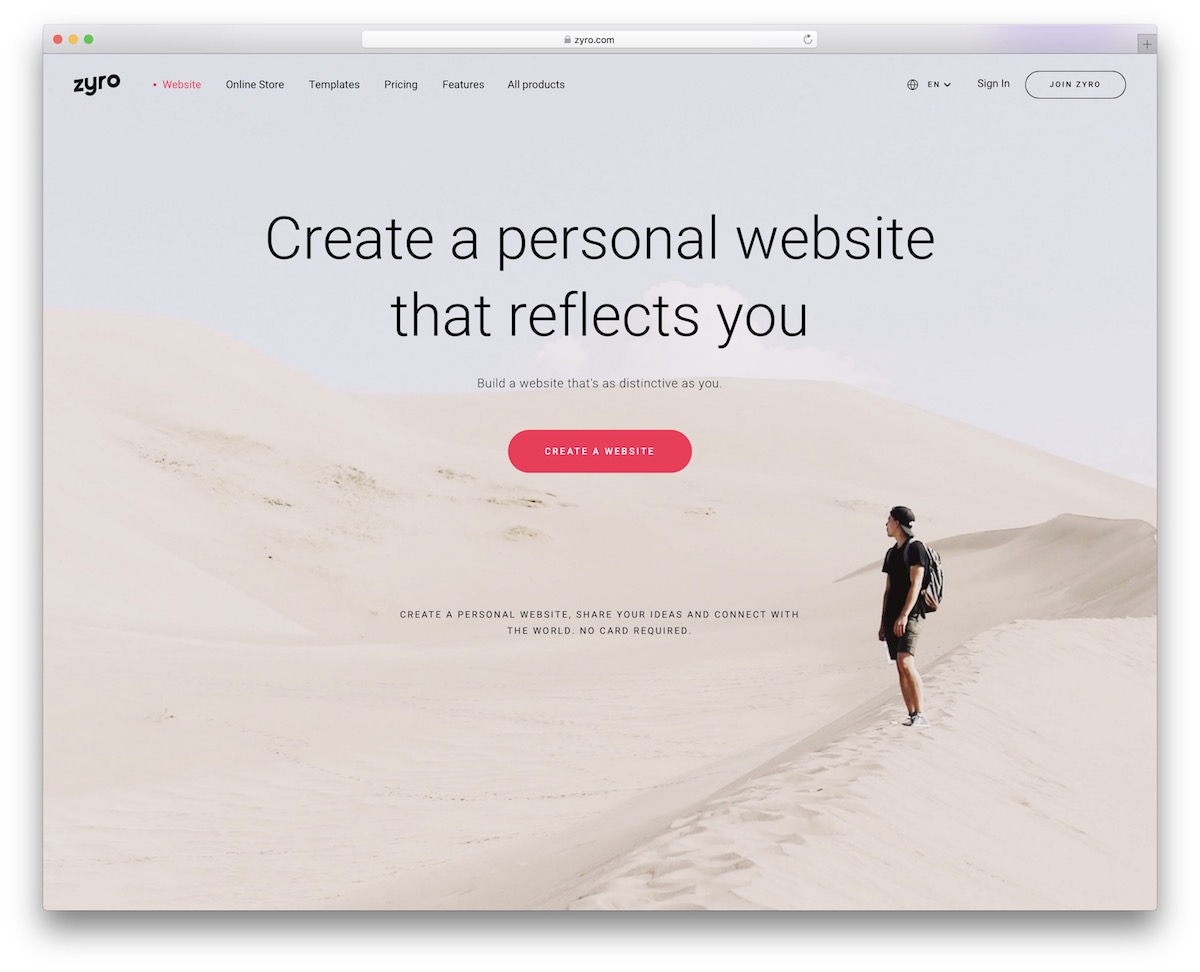 zyro.com
zyro
Website
Online Store
Templates
Pricing
Features
All products
EN
Sign In
JOIN ZYRO
Create a personal website
that reflects you
Build a website that's as distinctive as you.
CREATE A WEBSITE
CREATE A PERSONAL WEBSITE, SHARE YOUR IDEAS AND CONNECT WITH
THE WORLD. NO CARD REQUIRED.